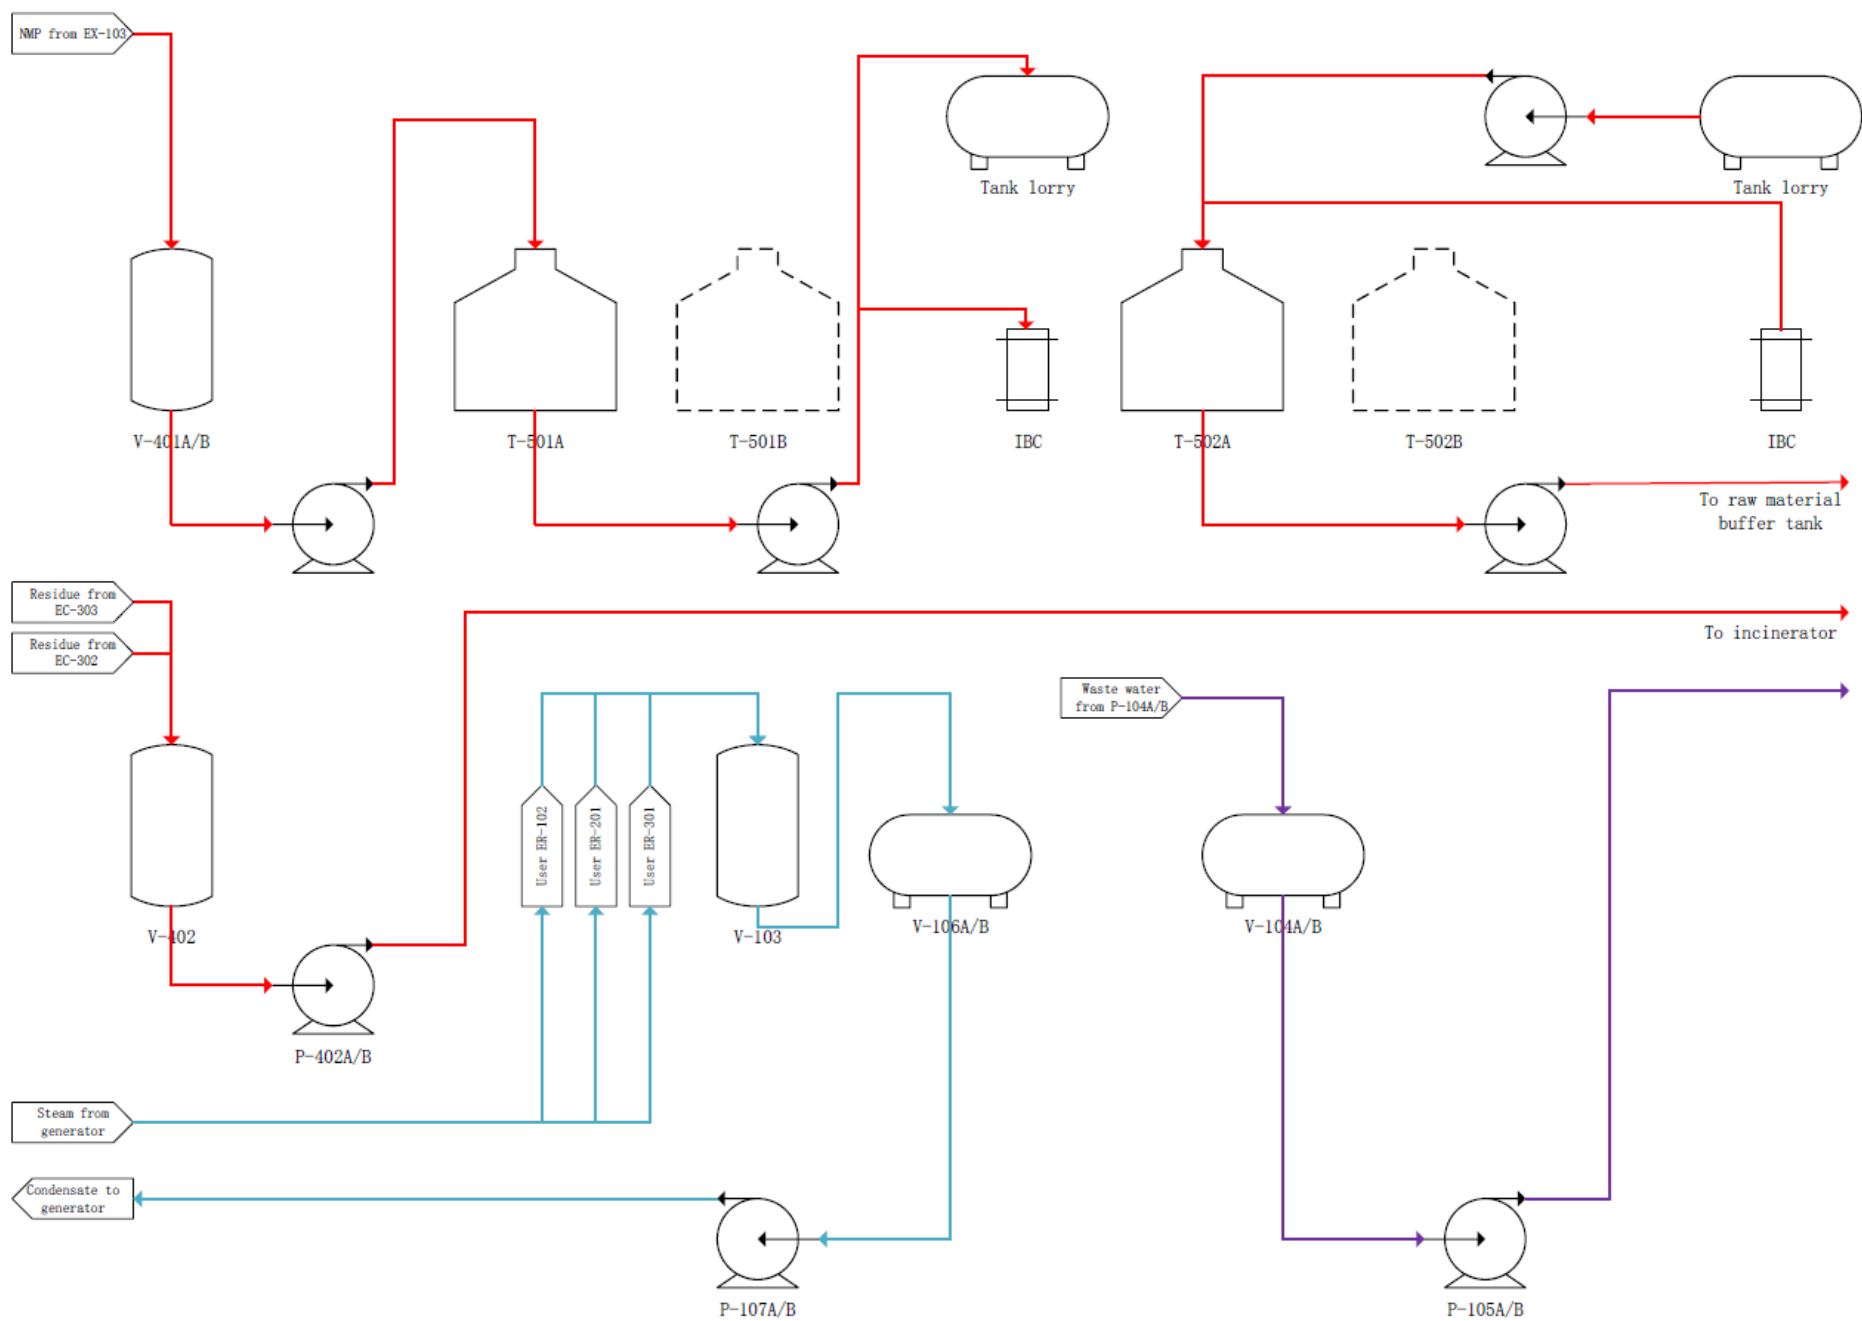 NMP from EX-103
Tank lorry
Tank lorry
V-401A/B
T-501A
T-501B
IBC
T-502A
T-502B
IBC
To raw material
buffer tank
Residue from
EC-303
Residue from
EC-302
To incinerator
Waste water
from P-104A/B
User ER-102
User ER-201
User ER-301
V-402
V-103
V-106A/B
V-104A/B
P-402A/B
Steam from
generator
Condensate to
generator
P-107A/B
P-105A/B